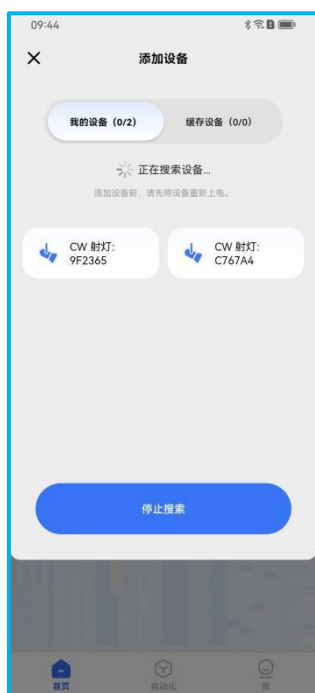 09:44
添加设备
我的设备（0/2）
缓存设备（0/0）
正在搜索设备...
添加设备前，请先将设备重新上电。
CW 射灯:
9F2365
CW 射灯:
C767A4
停止搜索
首页
自动化
我